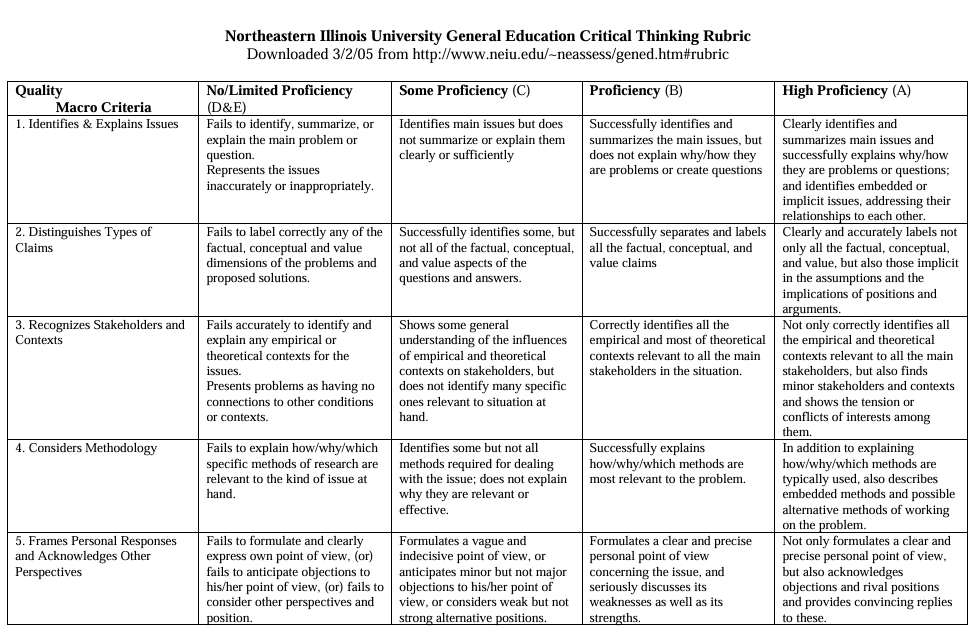 Northeastern Illinois University General Education Critical Thinking Rubric
Downloaded 3/2/05 from http://www.neiu.edu/~neassess/gened.htm#rubric
Quality
Macro Criteria
No/Limited Proficiency
(D&E)
Some Proficiency (C)
Proficiency (B)
High Proficiency (A)
1. Identifies & Explains Issues
Fails to identify, summarize, or
explain the main problem or
question.
Represents the issues
inaccurately or inappropriately.
Identifies main issues but does
not summarize or explain them
clearly or sufficiently
Successfully identifies and
summarizes the main issues, but
does not explain why/how they
are problems or create questions
Clearly identifies and
summarizes main issues and
successfully explains why/how
they are problems or questions;
and identifies embedded or
implicit issues, addressing their
relationships to each other.
2. Distinguishes Types of
Claims
Fails to label correctly any of the
factual, conceptual and value
dimensions of the problems and
proposed solutions.
Successfully identifies some, but
not all of the factual, conceptual,
and value aspects of the
questions and answers.
Successfully separates and labels
all the factual, conceptual, and
value claims
Clearly and accurately labels not
only all the factual, conceptual,
and value, but also those implicit
in the assumptions and the
implications of positions and
arguments.
3. Recognizes Stakeholders and
Contexts
Fails accurately to identify and
explain any empirical or
theoretical contexts for the
issues.
Presents problems as having no
connections to other conditions
or contexts.
Shows some general
understanding of the influences
of empirical and theoretical
contexts on stakeholders, but
does not identify many specific
ones relevant to situation at
hand.
Correctly identifies all the
empirical and most of theoretical
contexts relevant to all the main
stakeholders in the situation.
Not only correctly identifies all
the empirical and theoretical
contexts relevant to all the main
stakeholders, but also finds
minor stakeholders and contexts
and shows the tension or
conflicts of interests among
them.
4. Considers Methodology
Fails to explain how/why/which
specific methods of research are
relevant to the kind of issue at
hand.
Identifies some but not all
methods required for dealing
with the issue; does not explain
why they are relevant or
effective.
Successfully explains
how/why/which methods are
most relevant to the problem.
In addition to explaining
how/why/which methods are
typically used, also describes
embedded methods and possible
alternative methods of working
on the problem.
5. Frames Personal Responses
and Acknowledges Other
Perspectives
Fails to formulate and clearly
express own point of view, (or)
fails to anticipate objections to
his/her point of view, (or) fails to
consider other perspectives and
position.
Formulates a vague and
indecisive point of view, or
anticipates minor but not major
objections to his/her point of
view, or considers weak but not
strong alternative positions.
Formulates a clear and precise
personal point of view
concerning the issue, and
seriously discusses its
weaknesses as well as its
strengths.
Not only formulates a clear and
precise personal point of view,
but also acknowledges
objections and rival positions
and provides convincing replies
to these.